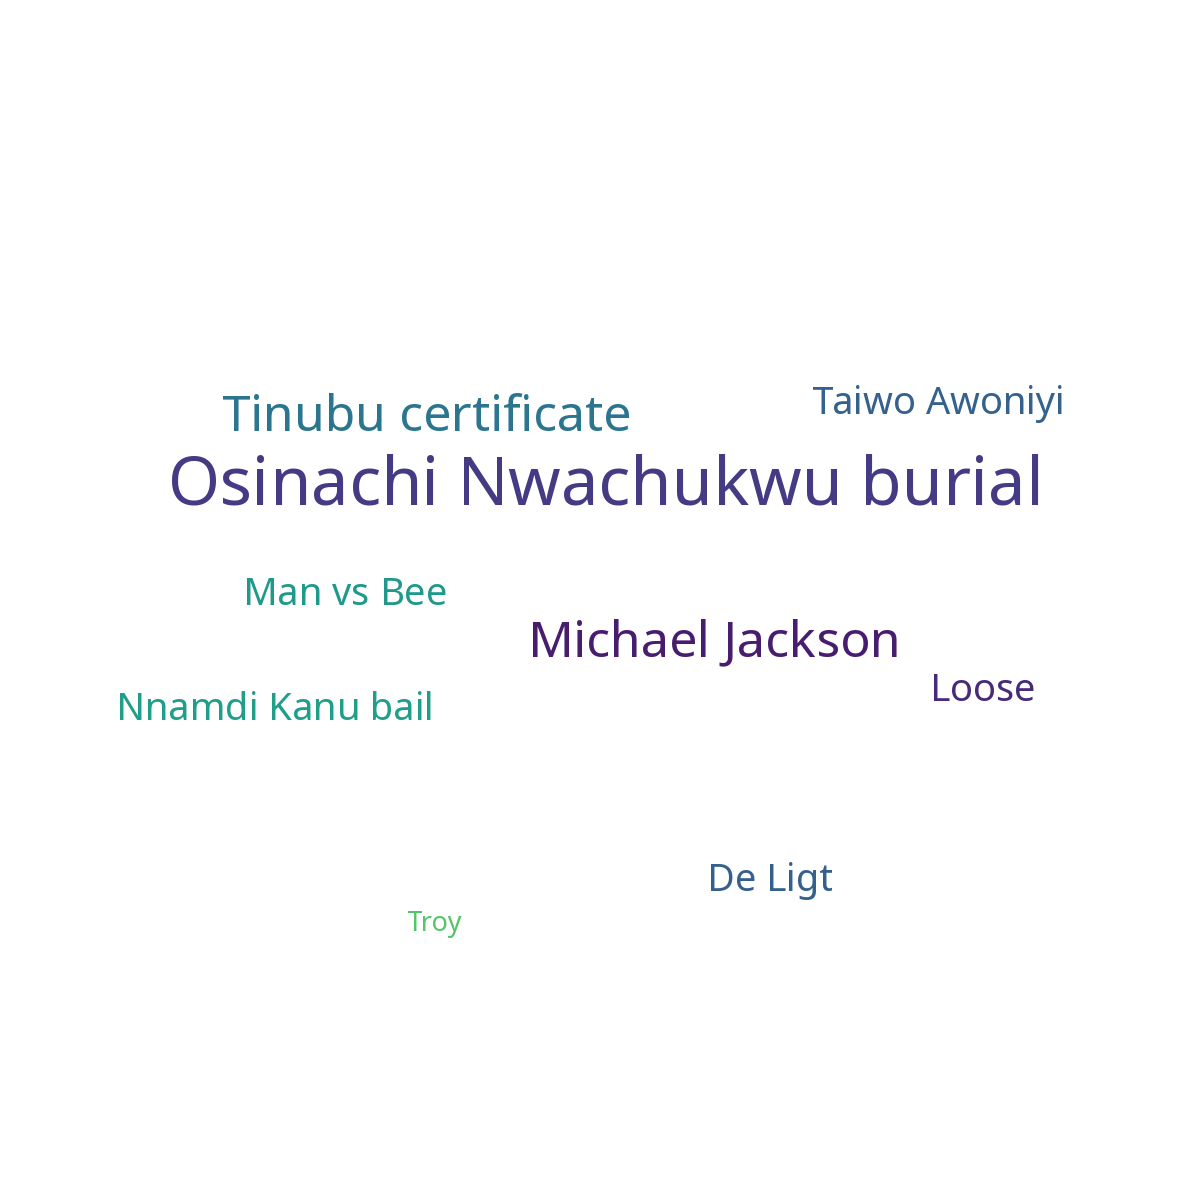 Taiwo Awoniyi
Tinubu certificate
Osinachi Nwachukwu burial
Man vs Bee
Michael Jackson
Loose
Nnamdi Kanu bail
De Ligt
Troy